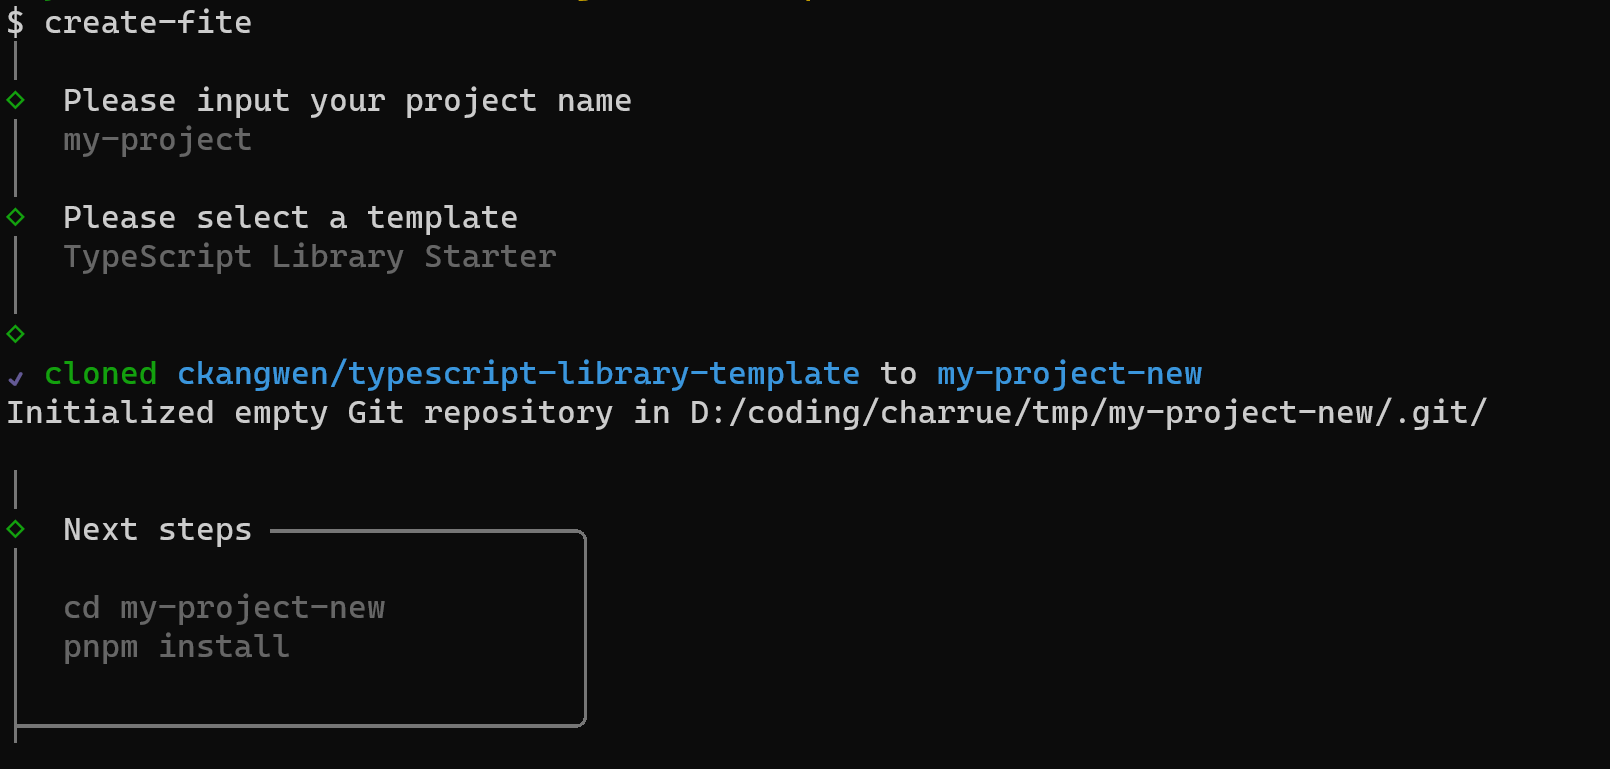 $ create-fite
Please input your project name
my-project
Please select a template
TypeScript Library Starter
✓ cloned ckangwen/typescript-library-template to my-project-new
Initialized empty Git repository in D:/coding/charrue/tmp/my-project-new/.git/
Next steps
cd my-project-new
pnpm install